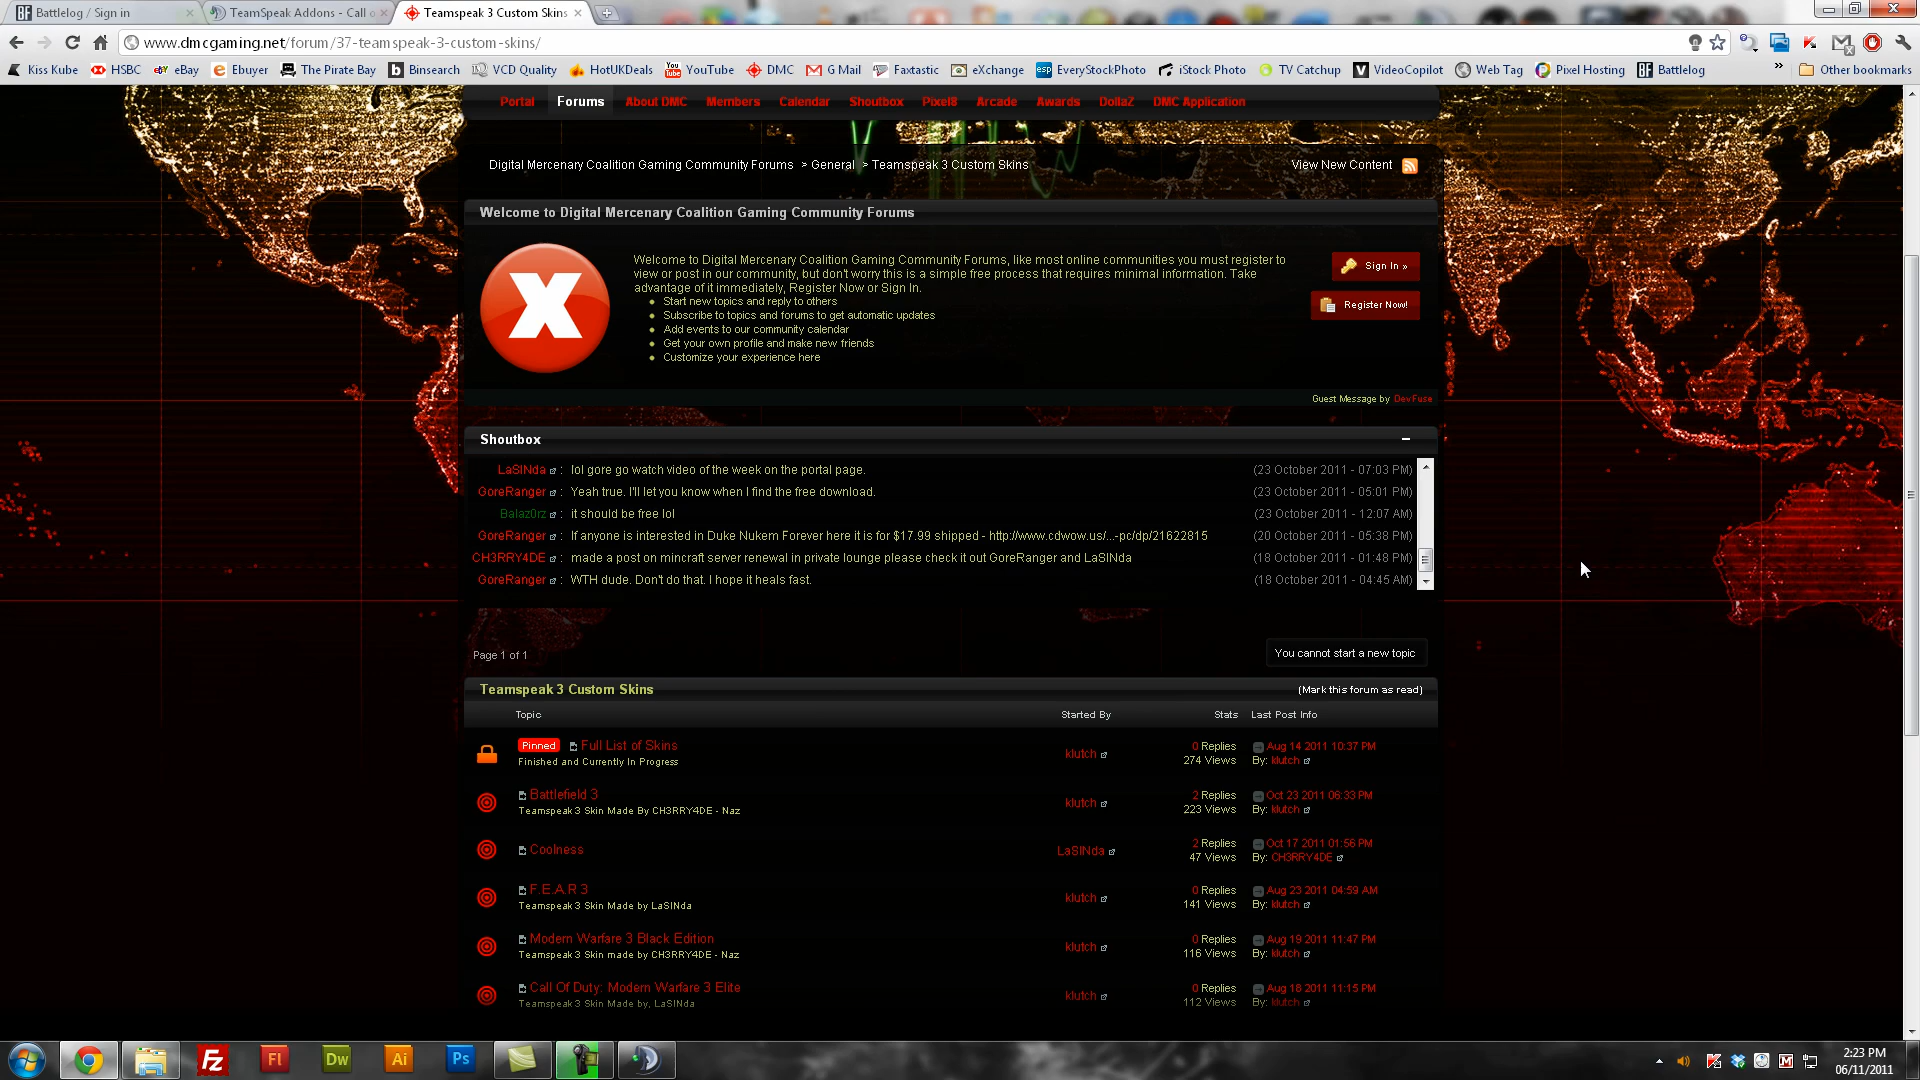 Battlelog / Sign in
TeamSpeak Addons - Call o
Teamspeak 3 Custom Skins
www.dmcgaming.net/forum/37-teamspeak-3-custom-skins/
Kiss Kube HSBC eBay Ebuyer The Pirate Bay Binsearch VCD Quality HotUKDeals YouTube DMC G Mail Faxtastic eXchange EveryStockPhoto iStock Photo TV Catchup VideoCopilot Web Tag Pixel Hosting Battlelog » Other bookmarks
Portal Forums About DMC Members Calendar Shoutbox Pixel8 Arcade Awards DollaZ DMC Application
Digital Mercenary Coalition Gaming Community Forums > General > Teamspeak 3 Custom Skins
View New Content
Welcome to Digital Mercenary Coalition Gaming Community Forums
X
Welcome to Digital Mercenary Coalition Gaming Community Forums, like most online communities you must register to
view or post in our community, but don't worry this is a simple free process that requires minimal information. Take
advantage of it immediately, Register Now or Sign In.
Start new topics and reply to others
Subscribe to topics and forums to get automatic updates
Add events to our community calendar
Get your own profile and make new friends
Customize your experience here
Sign In »
Register Now!
Guest Message by DevFuse
Shoutbox
LaSINda : lol gore go watch video of the week on the portal page. (23 October 2011 - 07:03 PM)
GoreRanger : Yeah true. I'll let you know when I find the free download. (23 October 2011 - 05:01 PM)
Balaz0rz : it should be free lol (23 October 2011 - 12:07 AM)
GoreRanger : If anyone is interested in Duke Nukem Forever here it is for $17.99 shipped - http://www.cdwow.us/...-pc/dp/21622815 (20 October 2011 - 05:38 PM)
CH3RRY4DE : made a post on mincraft server renewal in private lounge please check it out GoreRanger and LaSINda (18 October 2011 - 01:48 PM)
GoreRanger : WTH dude. Don't do that. I hope it heals fast. (18 October 2011 - 04:45 AM)
Page 1 of 1
You cannot start a new topic
Teamspeak 3 Custom Skins
(Mark this forum as read)
Topic Started By Stats Last Post Info
Pinned Full List of Skins klutch 0 Replies Aug 14 2011 10:37 PM
Finished and Currently In Progress 274 Views By: klutch
Battlefield 3 klutch 2 Replies Oct 23 2011 06:33 PM
Teamspeak 3 Skin Made By CH3RRY4DE - Naz 223 Views By: klutch
Coolness LaSINda 2 Replies Oct 17 2011 01:56 PM
47 Views By: CH3RRY4DE
F.E.A.R 3 klutch 0 Replies Aug 23 2011 04:59 AM
Teamspeak 3 Skin Made by LaSINda 141 Views By: klutch
Modern Warfare 3 Black Edition klutch 0 Replies Aug 19 2011 11:47 PM
Teamspeak 3 Skin made by CH3RRY4DE - Naz 116 Views By: klutch
Call Of Duty: Modern Warfare 3 Elite klutch 0 Replies Aug 18 2011 11:15 PM
Teamspeak 3 Skin Made by, LaSINda 112 Views By: klutch
Fz Fl Dw Ai Ps
2:23 PM
06/11/2011